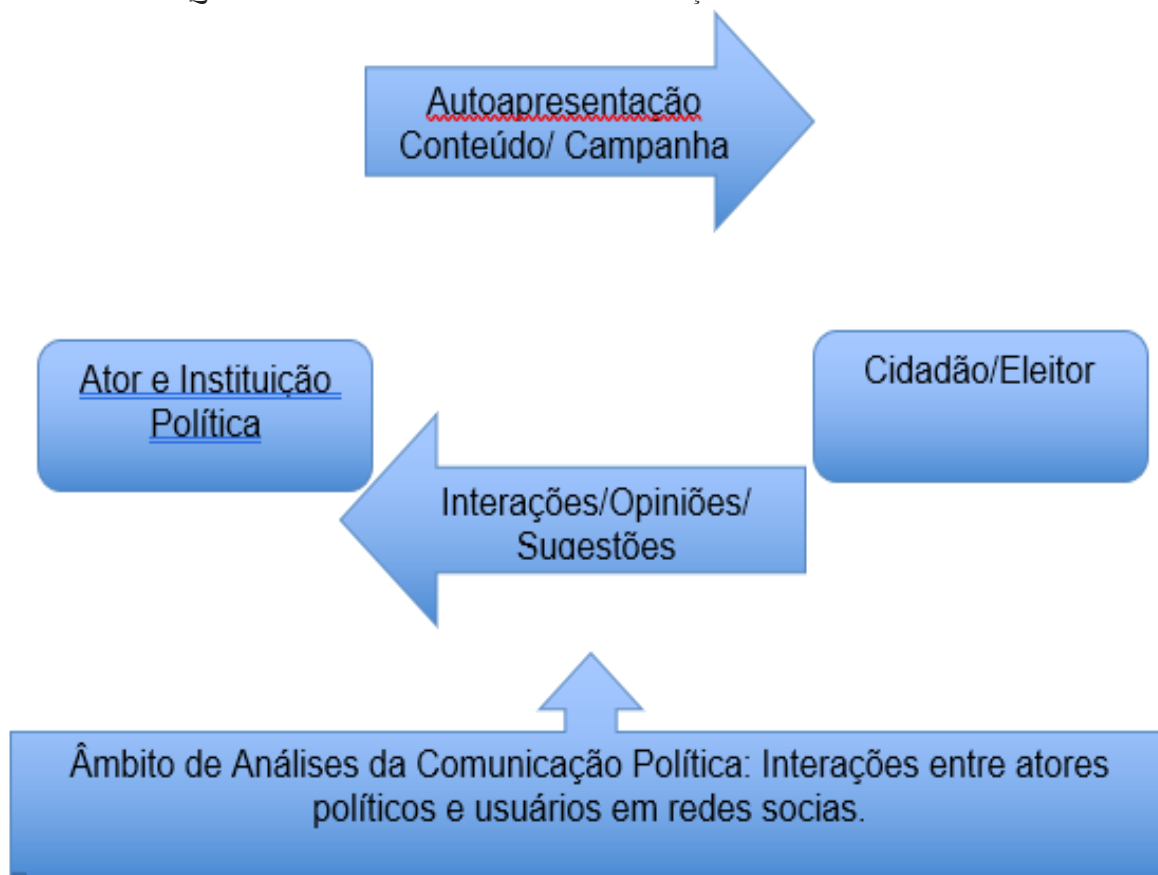 Autoapresentação
Conteúdo/ Campanha
Ator e Instituição
Política
Cidadão/Eleitor
Interações/Opiniões/
Sugestões
Âmbito de Análises da Comunicação Política: Interações entre atores
políticos e usuários em redes socias.